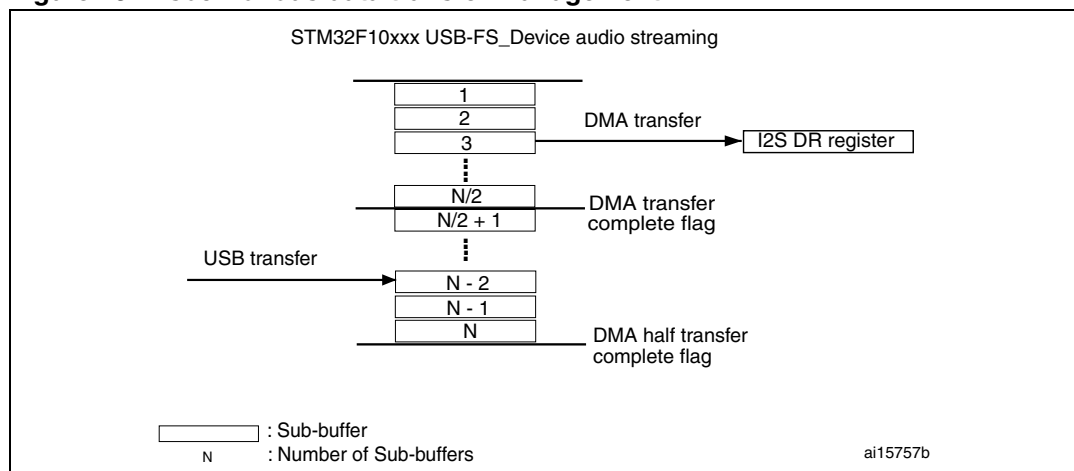 STM32F10xxx USB-FS_Device audio streaming
1
2
3
DMA transfer
I2S DR register
N/2
N/2 + 1
DMA transfer
complete flag
USB transfer
N - 2
N - 1
N
DMA half transfer
complete flag
: Sub-buffer
N : Number of Sub-buffers
ai15757b